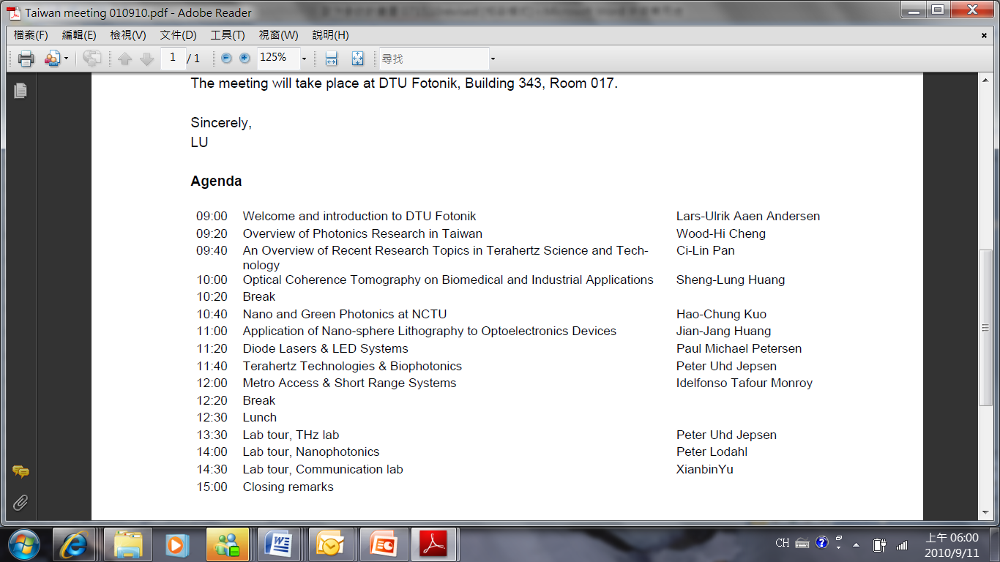 Taiwan meeting 010910.pdf - Adobe Reader
檔案(F) 編輯(E) 檢視(V) 文件(D) 工具(T) 視窗(W) 說明(H)
1 / 1 125% 尋找
The meeting will take place at DTU Fotonik, Building 343, Room 017.
Sincerely,
LU
Agenda
09:00 Welcome and introduction to DTU Fotonik Lars-Ulrik Aaen Andersen
09:20 Overview of Photonics Research in Taiwan Wood-Hi Cheng
09:40 An Overview of Recent Research Topics in Terahertz Science and Tech- Ci-Lin Pan
nology
10:00 Optical Coherence Tomography on Biomedical and Industrial Applications Sheng-Lung Huang
10:20 Break
10:40 Nano and Green Photonics at NCTU Hao-Chung Kuo
11:00 Application of Nano-sphere Lithography to Optoelectronics Devices Jian-Jang Huang
11:20 Diode Lasers & LED Systems Paul Michael Petersen
11:40 Terahertz Technologies & Biophotonics Peter Uhd Jepsen
12:00 Metro Access & Short Range Systems Idelfonso Tafour Monroy
12:20 Break
12:30 Lunch
13:30 Lab tour, THz lab Peter Uhd Jepsen
14:00 Lab tour, Nanophotonics Peter Lodahl
14:30 Lab tour, Communication lab XianbinYu
15:00 Closing remarks
CH 上午 06:00
2010/9/11